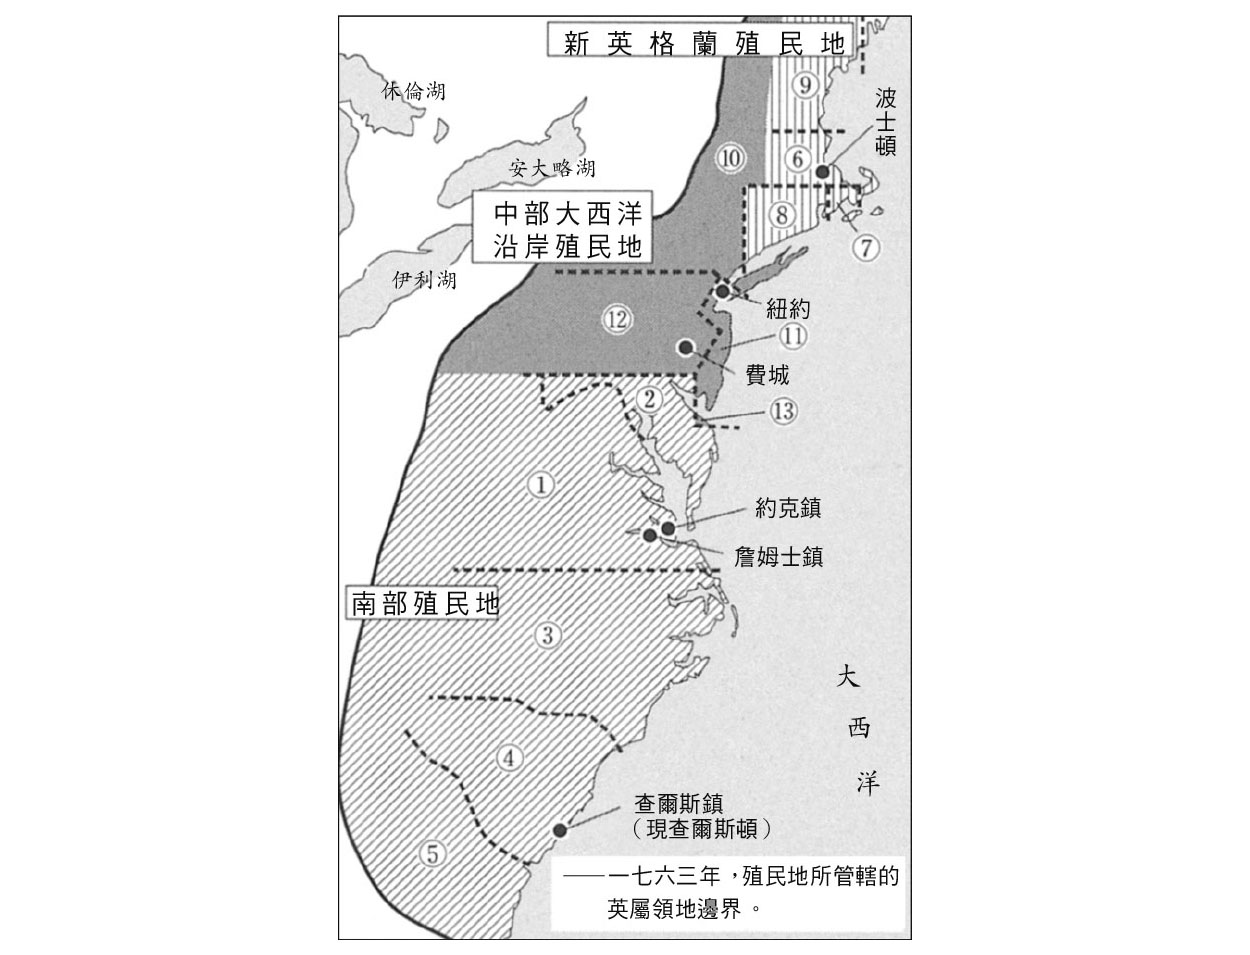 新英格蘭殖民地
休倫湖
⑨
波士頓
⑩
⑥
安大略湖
中部大西洋
沿岸殖民地
⑧
⑦
伊利湖
紐約
⑫
⑪
費城
②
⑬
①
約克鎮
詹姆士鎮
南部殖民地
③
大西洋
④
查爾斯鎮
（現查爾斯頓）
⑤
——一七六三年，殖民地所管轄的
英屬領地邊界。